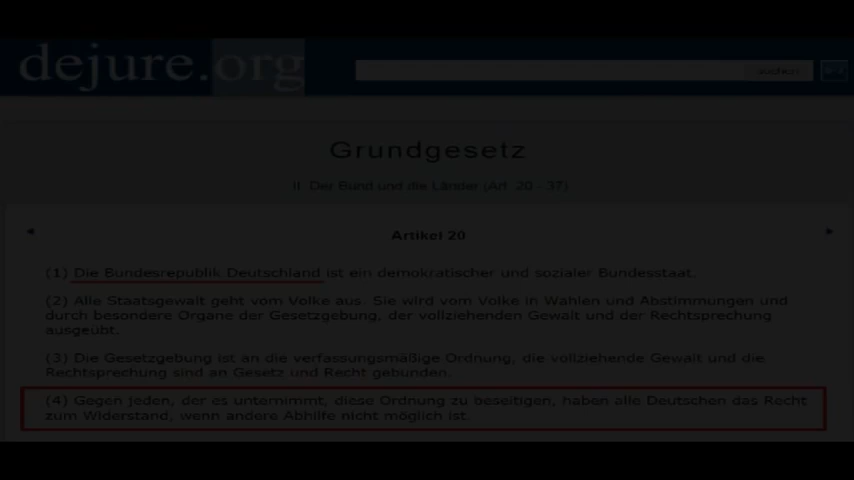 dejure.org
suchen
Grundgesetz
II. Der Bund und die Länder (Art. 20 - 37)
Artikel 20
(1) Die Bundesrepublik Deutschland ist ein demokratischer und sozialer Bundesstaat.
(2) Alle Staatsgewalt geht vom Volke aus. Sie wird vom Volke in Wahlen und Abstimmungen und
durch besondere Organe der Gesetzgebung, der vollziehenden Gewalt und der Rechtsprechung
ausgeübt.
(3) Die Gesetzgebung ist an die verfassungsmäßige Ordnung, die vollziehende Gewalt und die
Rechtsprechung sind an Gesetz und Recht gebunden.
(4) Gegen jeden, der es unternimmt, diese Ordnung zu beseitigen, haben alle Deutschen das Recht
zum Widerstand, wenn andere Abhilfe nicht möglich ist.